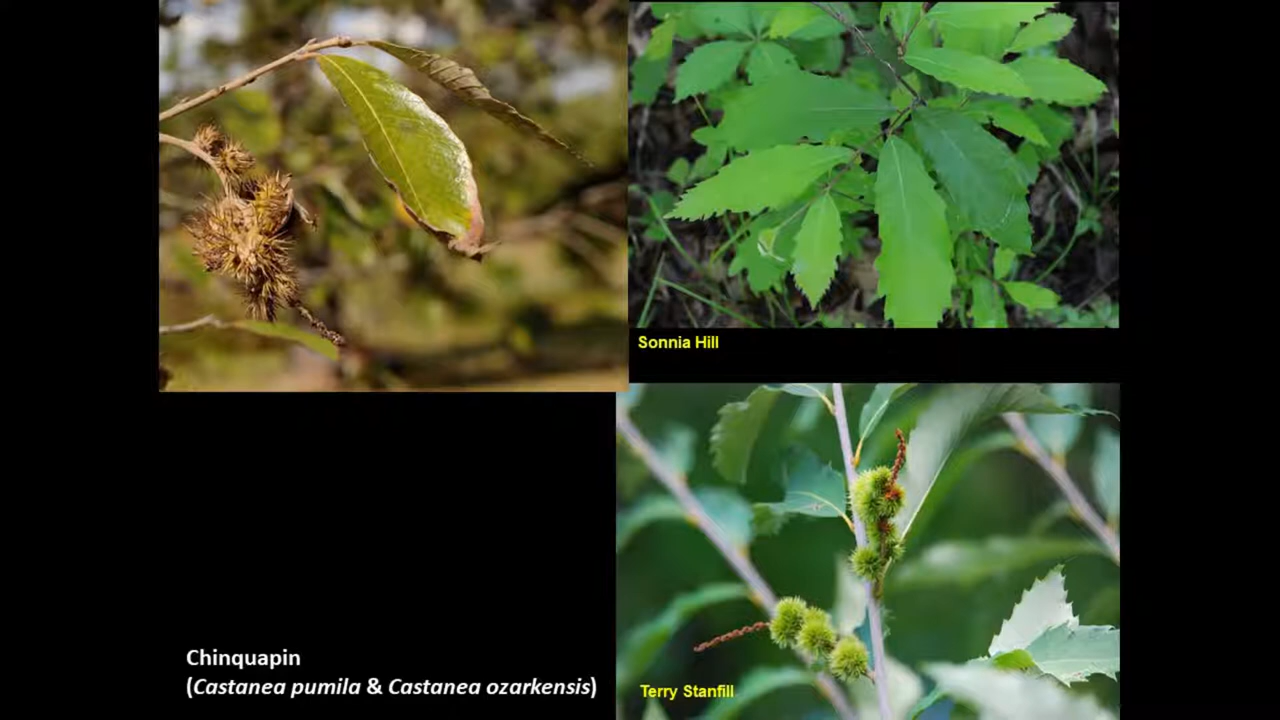 Sonnia Hill
Chinquapin
(Castanea pumila & Castanea ozarkensis)
Terry Stanfill